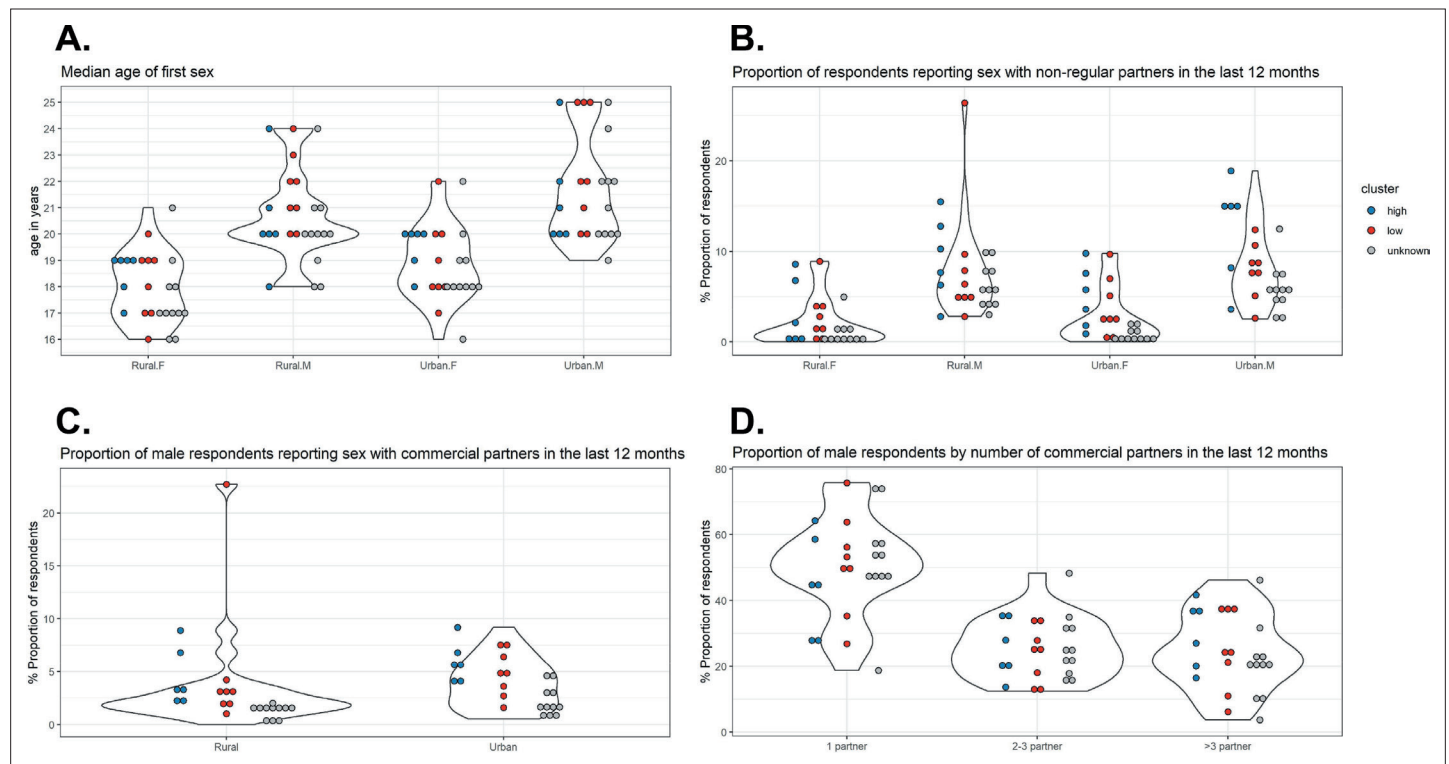 A.
Median age of first sex
age in years
25
24
23
22
21
20
19
18
17
16
Rural.F Rural.M Urban.F Urban.M
B.
Proportion of respondents reporting sex with non-regular partners in the last 12 months
% Proportion of respondents
20
10
0
Rural.F Rural.M Urban.F Urban.M
cluster
high
low
unknown
C.
Proportion of male respondents reporting sex with commercial partners in the last 12 months
% Proportion of respondents
20
15
10
5
0
Rural Urban
D.
Proportion of male respondents by number of commercial partners in the last 12 months
% Proportion of respondents
80
60
40
20
0
1 partner 2-3 partner >3 partner